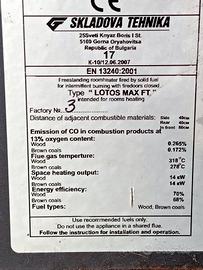 SKLADOVA TEHNIKA
25Sveti Knyaz Boris I St.
5100 Gorna Oryahovitsa
Republic of Bulgaria
17
K-10/12.06.2007
EN 13240:2001
Freestanding roomheater fired by solid fuel
for intermittent burning with firedoors closed
Type " LOTOS MAX FT,"
Factory No. 3 intended for rooms heating
Distance of adjacent combustible materials:
Emission of CO in combustion products at
13% oxygen content:
Wood 0.265%
Brown coals 0.172%
Flue gas temperture:
Wood 318°C
Brown coals 278°C
Space heating output:
Wood 14 kW
Brown coals 14 kW
Energy efficiency:
Wood 70%
Brown coals 68%
Fuel types: Wood, Brown coals
Use recommended fuels only.
Do not use the appliance in a shared flue.
Follow the instruction for installation and operation.